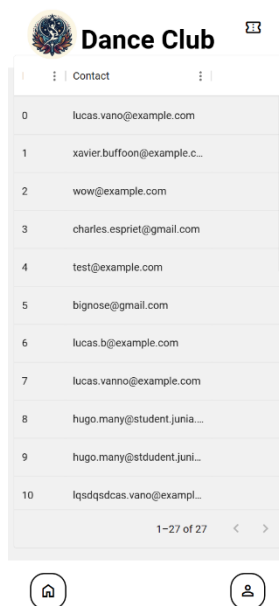 Dance Club
Contact
0 lucas.vano@example.com
1 xavier.buffoon@example.c...
2 wow@example.com
3 charles.espriet@gmail.com
4 test@example.com
5 bignose@gmail.com
6 lucas.b@example.com
7 lucas.vanno@example.com
8 hugo.many@student.junia....
9 hugo.many@stdudent.juni...
10 lqsdqsdcas.vano@exampl...
1–27 of 27